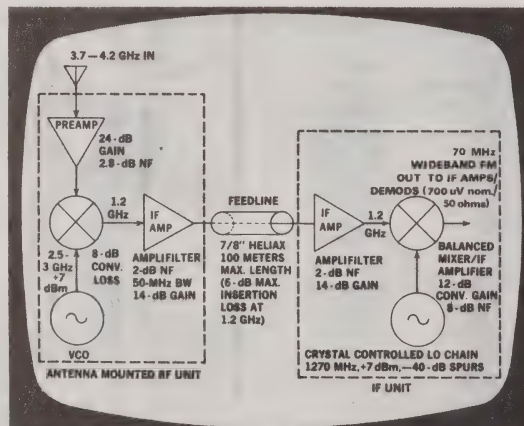 3.7—4.2 GHz IN
PREAMP
24-dB
GAIN
2.8-dB NF
1.2
GHz
2.5-
3 GHz
+7
dBm
8-dB
CONV.
LOSS
VCO
IF
AMP
AMPLIFILTER
2-dB NF
50-MHz BW
14-dB GAIN
ANTENNA MOUNTED RF UNIT
FEEDLINE
7/8" HELIAX
100 METERS
MAX. LENGTH
(6-dB MAX.
INSERTION
LOSS AT
1.2 GHz)
IF
AMP
AMPLIFILTER
2-dB NF
14-dB GAIN
1.2
GHz
70 MHz
WIDEBAND FM
OUT TO IF AMPS/
DEMODS (700 uV nom./
50 ohms)
BALANCED
MIXER/IF
AMPLIFIER
12-dB
CONV. GAIN
8-dB NF
CRYSTAL CONTROLLED LO CHAIN
1270 MHz, +7 dBm, —40-dB SPURS
IF UNIT